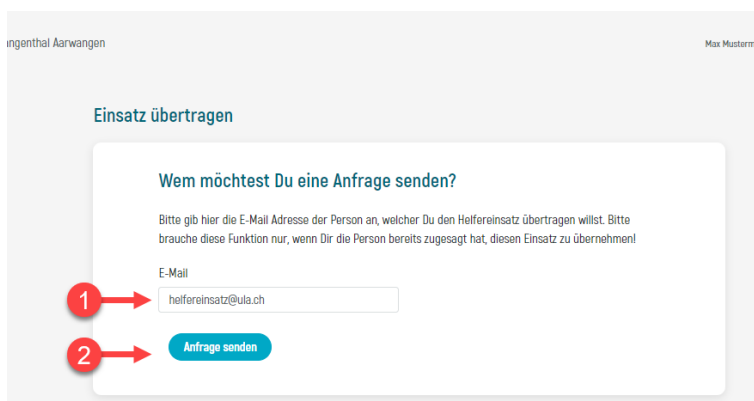 angenthal Aarwangen
Max Musterm
Einsatz übertragen
Wem möchtest Du eine Anfrage senden?
Bitte gib hier die E-Mail Adresse der Person an, welcher Du den Helfereinsatz übertragen willst. Bitte
brauche diese Funktion nur, wenn Dir die Person bereits zugesagt hat, diesen Einsatz zu übernehmen!
E-Mail
1
helfereinsatz@ula.ch
2
Anfrage senden